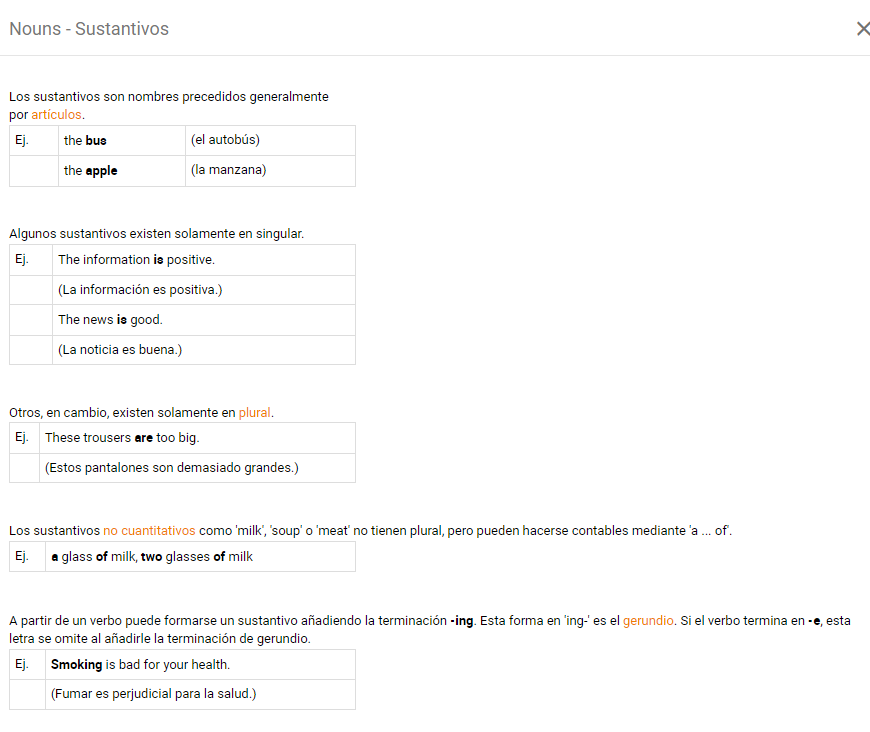 Nouns - Sustantivos
Los sustantivos son nombres precedidos generalmente
por artículos.
Ej. the bus (el autobús)
the apple (la manzana)
Algunos sustantivos existen solamente en singular.
Ej. The information is positive.
(La información es positiva.)
The news is good.
(La noticia es buena.)
Otros, en cambio, existen solamente en plural.
Ej. These trousers are too big.
(Estos pantalones son demasiado grandes.)
Los sustantivos no cuantitativos como 'milk', 'soup' o 'meat' no tienen plural, pero pueden hacerse contables mediante 'a ... of'.
Ej. a glass of milk, two glasses of milk
A partir de un verbo puede formarse un sustantivo añadiendo la terminación -ing. Esta forma en 'ing-' es el gerundio. Si el verbo termina en -e, esta
letra se omite al añadirle la terminación de gerundio.
Ej. Smoking is bad for your health.
(Fumar es perjudicial para la salud.)